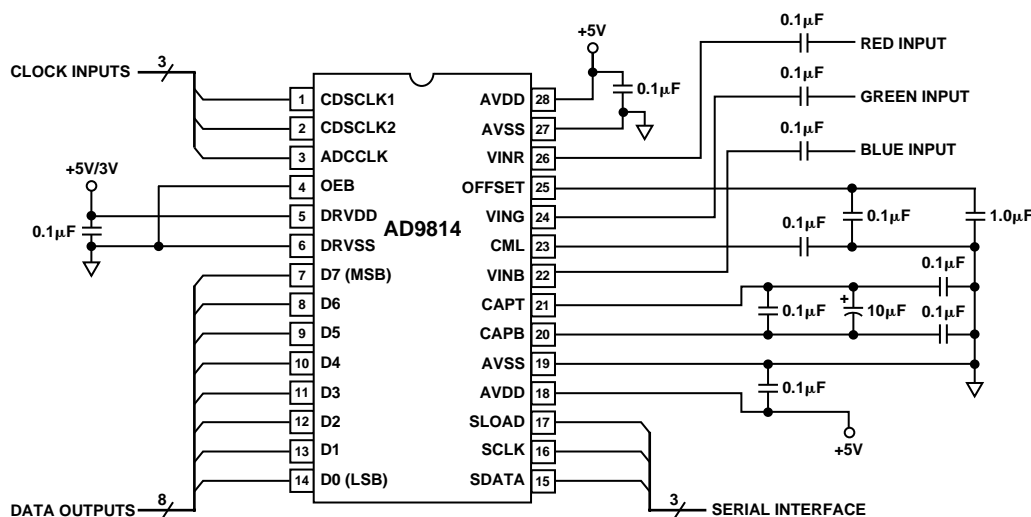 CLOCK INPUTS
3
+5V/3V
0.1μF
1 CDSCLK1
2 CDSCLK2
3 ADCCLK
4 OEB
5 DRVDD
6 DRVSS
7 D7 (MSB)
8 D6
9 D5
10 D4
11 D3
12 D2
13 D1
14 D0 (LSB)
DATA OUTPUTS
8
AD9814
AVDD 28
AVSS 27
VINR 26
OFFSET 25
VING 24
CML 23
VINB 22
CAPT 21
CAPB 20
AVSS 19
AVDD 18
SLOAD 17
SCLK 16
SDATA 15
+5V
0.1μF
0.1μF
RED INPUT
0.1μF
GREEN INPUT
0.1μF
BLUE INPUT
0.1μF
1.0μF
0.1μF
0.1μF
+
10μF
0.1μF
0.1μF
+5V
3
SERIAL INTERFACE